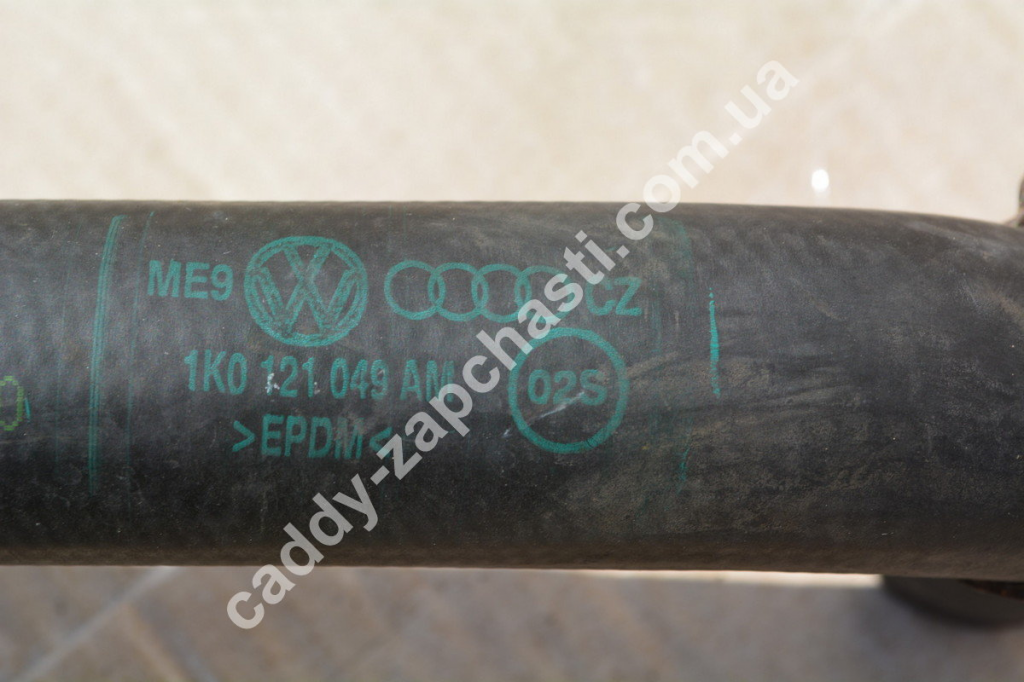 ME9 CZ
1K0 121 049 AM
02S
>EPDM<
caddy-zapchasti.com.ua